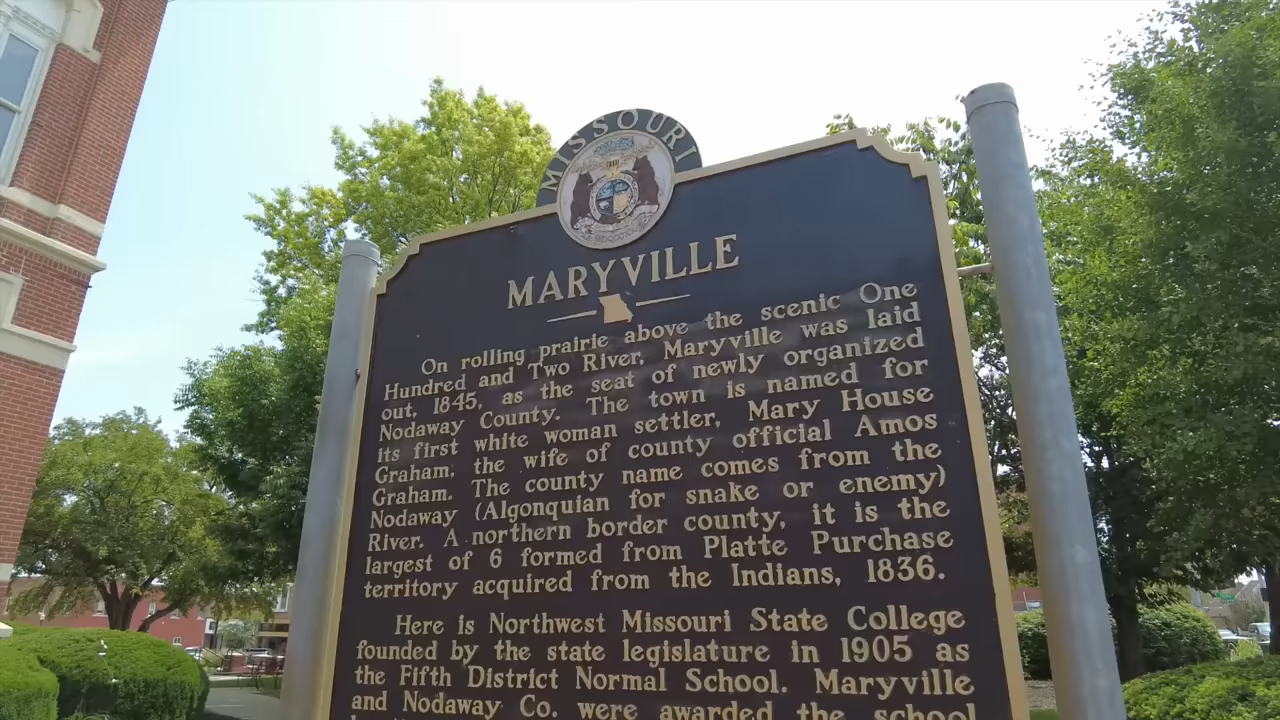 MISSOURI
MARYVILLE
On rolling prairie above the scenic One
Hundred and Two River, Maryville was laid
out, 1845, as the seat of newly organized
Nodaway County. The town is named for
its first white woman settler, Mary House
Graham, the wife of county official Amos
Graham. The county name comes from the
Nodaway (Algonquian for snake or enemy)
River. A northern border county, it is the
largest of 6 formed from Platte Purchase
territory acquired from the Indians, 1836.
Here is Northwest Missouri State College
founded by the state legislature in 1905 as
the Fifth District Normal School. Maryville
and Nodaway Co. were awarded the school